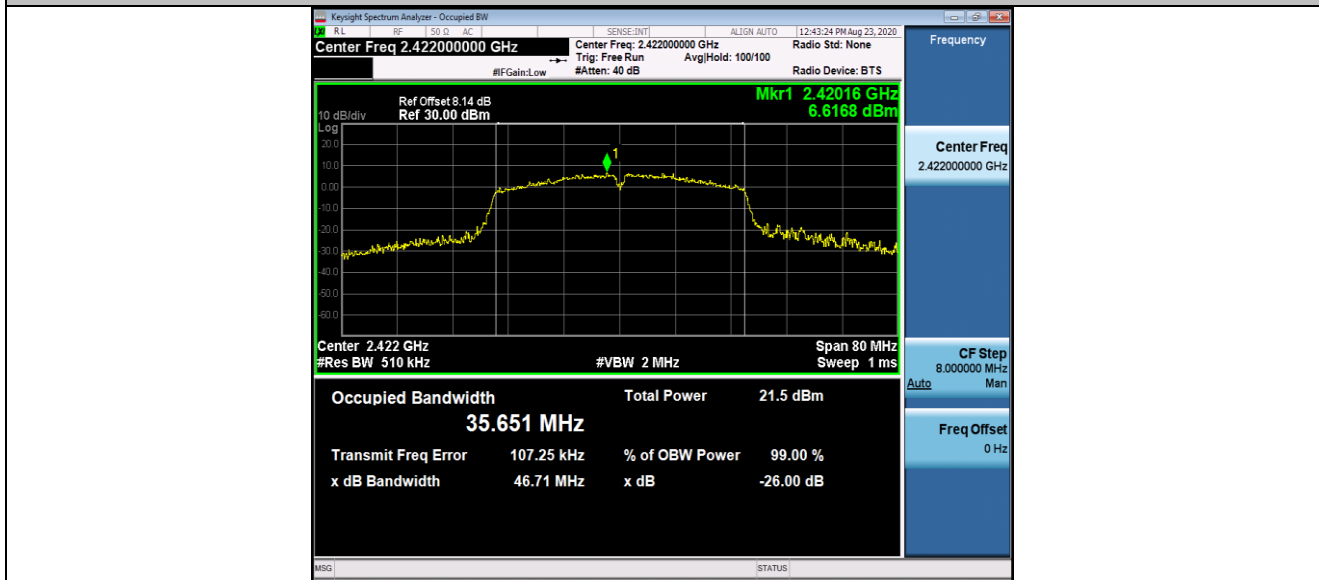 Keysight Spectrum Analyzer - Occupied BW
RL RF 50 Ω AC SENSE:INT ALIGN AUTO 12:43:24 PM Aug 23, 2020
Center Freq 2.422000000 GHz
Center Freq: 2.422000000 GHz Radio Std: None
Trig: Free Run Avg|Hold: 100/100
#IFGain:Low #Atten: 40 dB Radio Device: BTS
Mkr1 2.42016 GHz
6.6168 dBm
Ref Offset 8.14 dB
10 dB/div Ref 30.00 dBm
Log
20.0
10.0
0.00
-10.0
-20.0
-30.0
-40.0
-50.0
-60.0
1
Center 2.422 GHz Span 80 MHz
#Res BW 510 kHz #VBW 2 MHz Sweep 1 ms
Occupied Bandwidth Total Power 21.5 dBm
35.651 MHz
Transmit Freq Error 107.25 kHz % of OBW Power 99.00 %
x dB Bandwidth 46.71 MHz x dB -26.00 dB
MSG STATUS
Frequency
Center Freq
2.422000000 GHz
CF Step
8.000000 MHz
Auto Man
Freq Offset
0 Hz